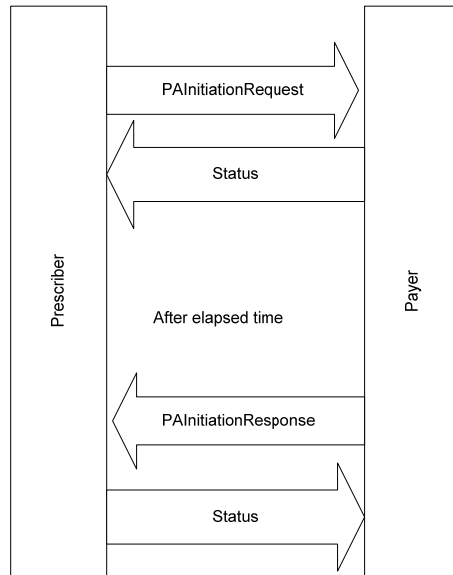 PAInitiationRequest
Status
Prescriber
Payer
After elapsed time
PAInitiationResponse
Status